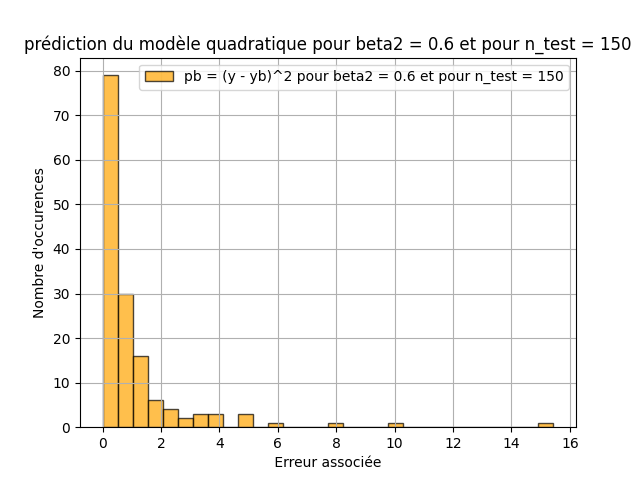 prédiction du modèle quadratique pour beta2 = 0.6 et pour n_test = 150
pb = (y - yb)^2 pour beta2 = 0.6 et pour n_test = 150
80
70
60
50
40
30
20
10
0
Nombre d'occurences
0 2 4 6 8 10 12 14 16
Erreur associée